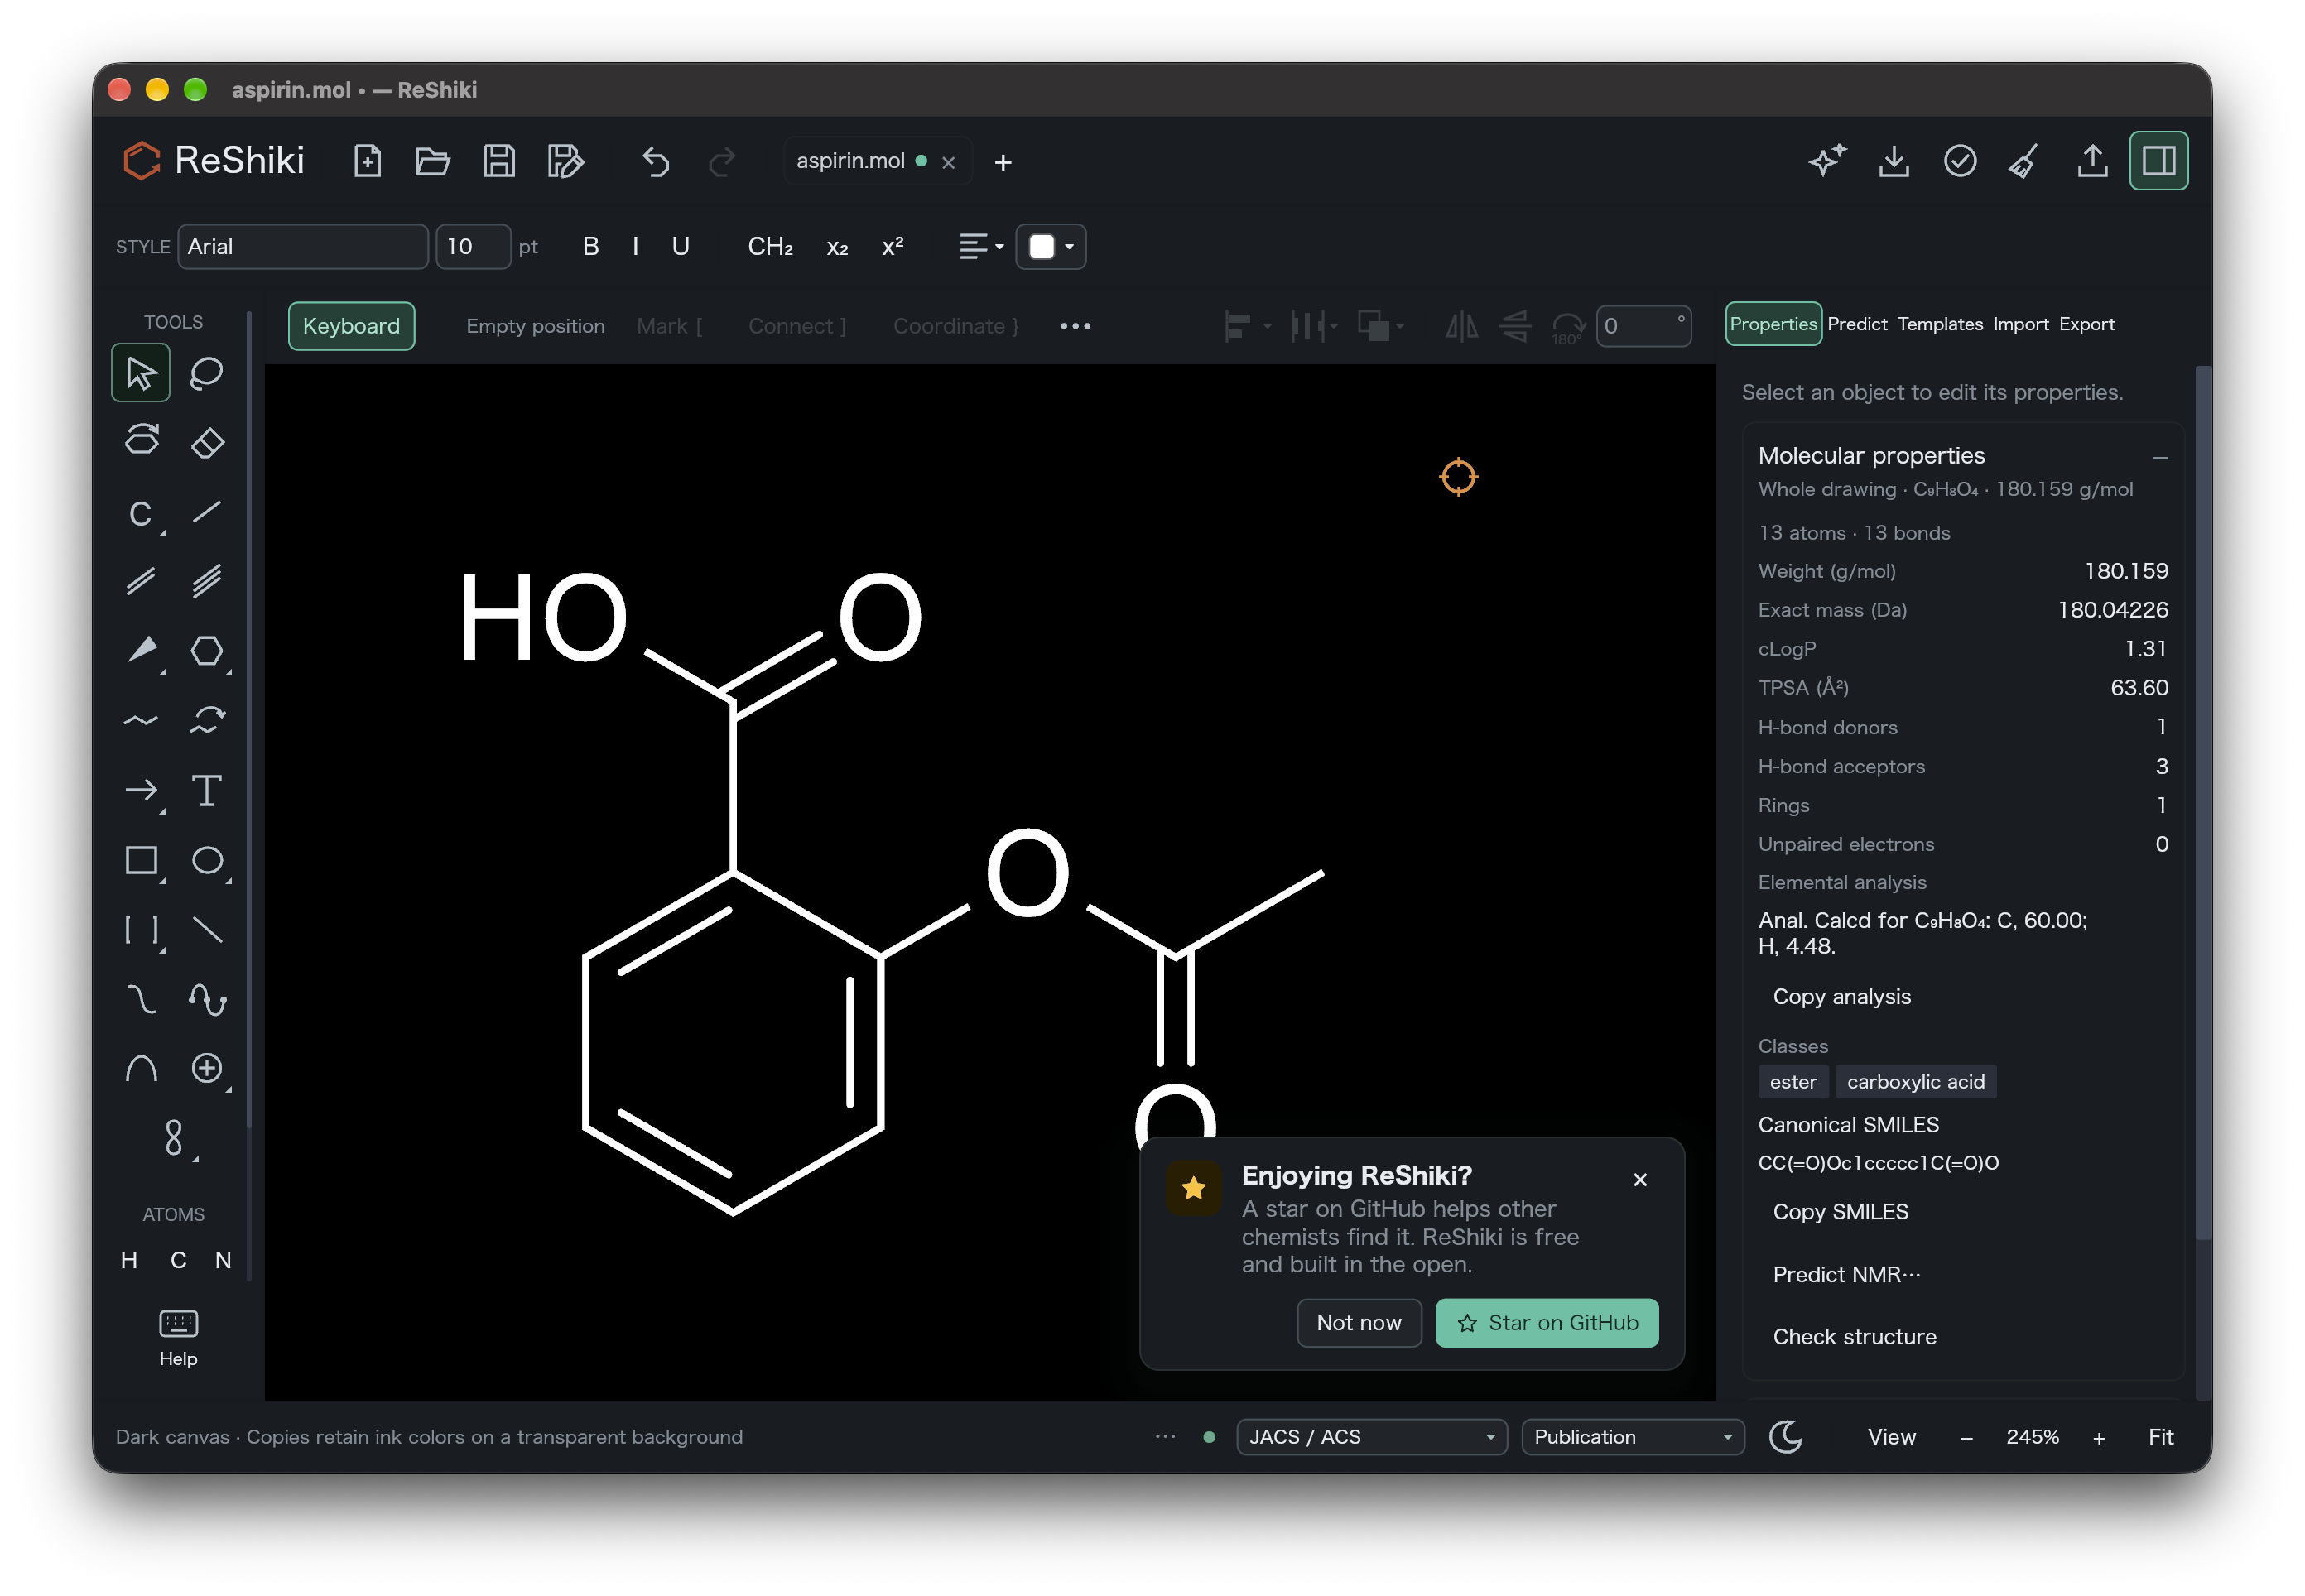 aspirin.mol • — ReShiki
ReShiki
aspirin.mol
STYLE Arial 10 pt B I U CH₂ x₂ x²
TOOLS
Keyboard Empty position Mark [ Connect ] Coordinate } •••
180°
0 °
Properties Predict Templates Import Export
C
T
ATOMS
H C N
Help
HO
O
O
O
Select an object to edit its properties.
Molecular properties
Whole drawing · C₉H₈O₄ · 180.159 g/mol
13 atoms · 13 bonds
Weight (g/mol) 180.159
Exact mass (Da) 180.04226
cLogP 1.31
TPSA (Å²) 63.60
H-bond donors 1
H-bond acceptors 3
Rings 1
Unpaired electrons 0
Elemental analysis
Anal. Calcd for C₉H₈O₄: C, 60.00;
H, 4.48.
Copy analysis
Classes
ester carboxylic acid
Canonical SMILES
CC(=O)Oc1ccccc1C(=O)O
Copy SMILES
Predict NMR···
Check structure
Enjoying ReShiki?
A star on GitHub helps other
chemists find it. ReShiki is free
and built in the open.
Not now Star on GitHub
Dark canvas · Copies retain ink colors on a transparent background
··· JACS / ACS Publication View − 245% + Fit